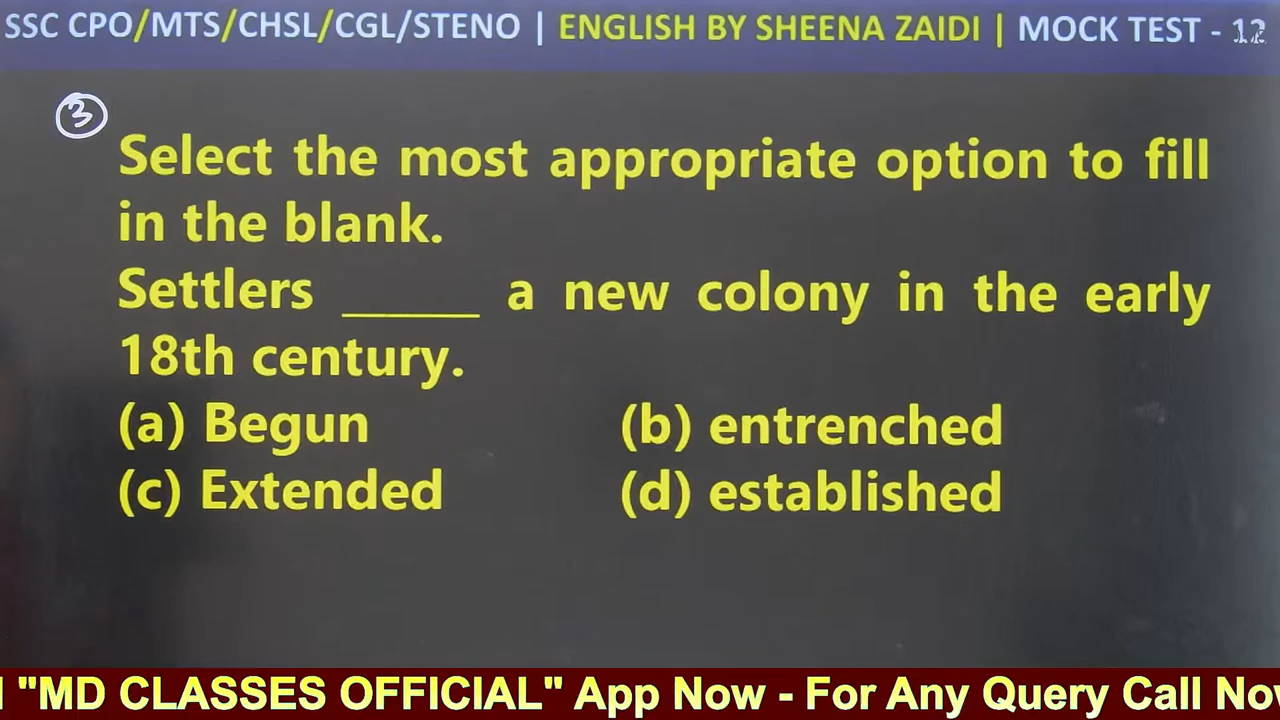 SSC CPO/MTS/CHSL/CGL/STENO | ENGLISH BY SHEENA ZAIDI | MOCK TEST - 12
3
Select the most appropriate option to fill
in the blank.
Settlers _____ a new colony in the early
18th century.
(a) Begun (b) entrenched
(c) Extended (d) established
"MD CLASSES OFFICIAL" App Now - For Any Query Call